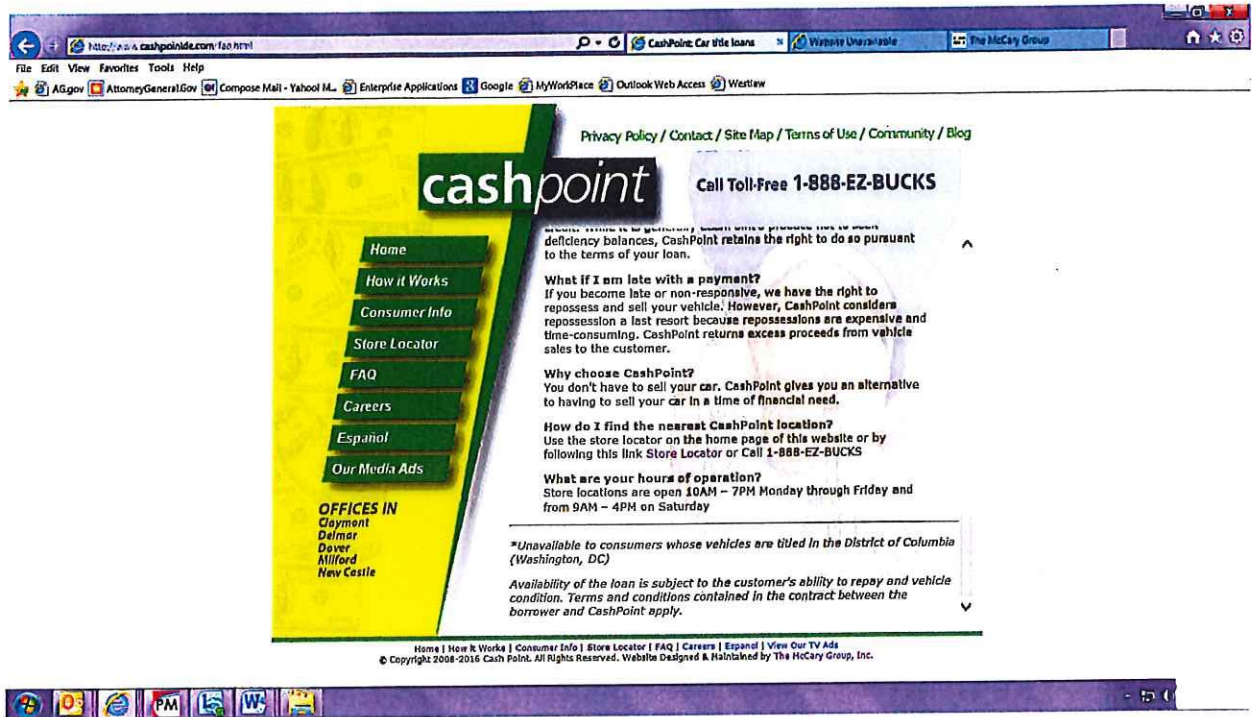 http://www.cashpointde.com/faq.html
CashPoint: Car title loans
Website Unavailable
The McCary Group
File Edit View Favorites Tools Help
AG.gov AttorneyGeneral.Gov Compose Mail - Yahoo! M... Enterprise Applications Google MyWorkPlace Outlook Web Access Westlaw
Privacy Policy / Contact / Site Map / Terms of Use / Community / Blog
cashpoint
Call Toll-Free 1-888-EZ-BUCKS
Home
How it Works
Consumer Info
Store Locator
FAQ
Careers
Español
Our Media Ads
OFFICES IN
Claymont
Delmar
Dover
Milford
New Castle
credit. While it is generally CashPoint's practice not to seek
deficiency balances, CashPoint retains the right to do so pursuant
to the terms of your loan.
What if I am late with a payment?
If you become late or non-responsive, we have the right to
repossess and sell your vehicle. However, CashPoint considers
repossession a last resort because repossessions are expensive and
time-consuming. CashPoint returns excess proceeds from vehicle
sales to the customer.
Why choose CashPoint?
You don't have to sell your car. CashPoint gives you an alternative
to having to sell your car in a time of financial need.
How do I find the nearest CashPoint location?
Use the store locator on the home page of this website or by
following this link Store Locator or Call 1-888-EZ-BUCKS
What are your hours of operation?
Store locations are open 10AM – 7PM Monday through Friday and
from 9AM – 4PM on Saturday
*Unavailable to consumers whose vehicles are titled in the District of Columbia
(Washington, DC)
Availability of the loan is subject to the customer's ability to repay and vehicle
condition. Terms and conditions contained in the contract between the
borrower and CashPoint apply.
Home | How It Works | Consumer Info | Store Locator | FAQ | Careers | Espanol | View Our TV Ads
© Copyright 2008-2016 Cash Point. All Rights Reserved. Website Designed & Maintained by The McCary Group, Inc.
PM
W